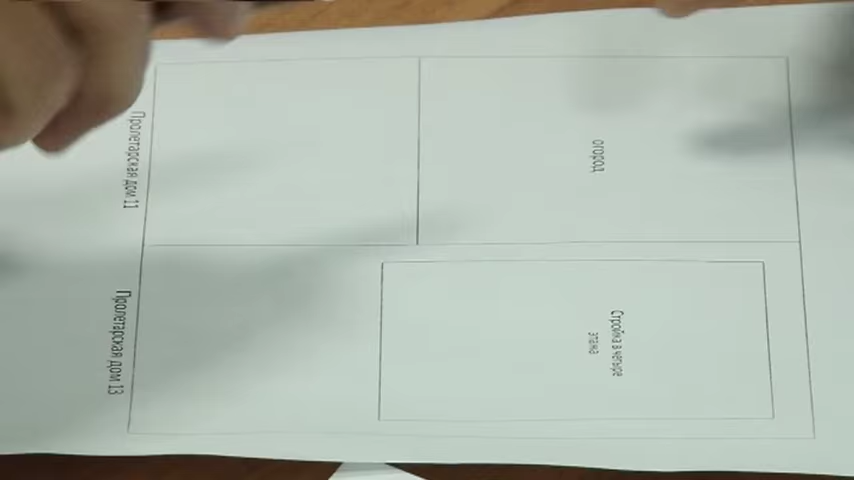 Пролетарская дом 11
огород
Пролетарская дом 13
Стройка в четыре
этажа